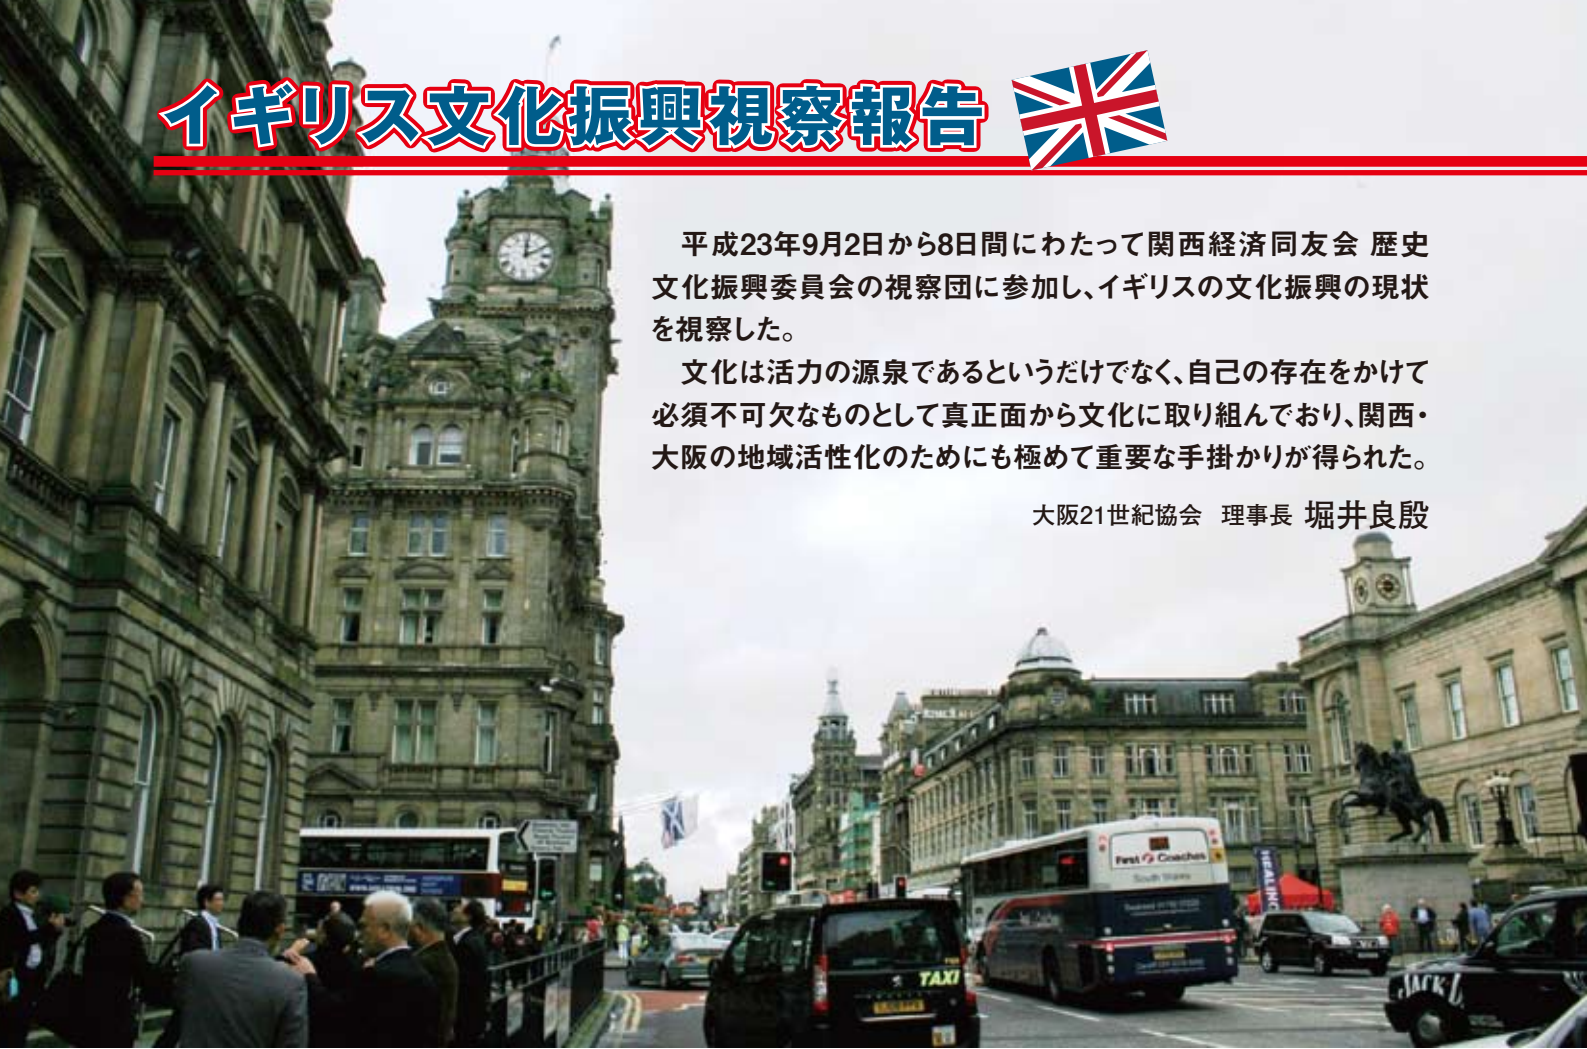 イギリス文化振興視察報告
平成23年9月2日から8日間にわたって関西経済同友会 歴史
文化振興委員会の視察団に参加し、イギリスの文化振興の現状
を視察した。
文化は活力の源泉であるというだけでなく、自己の存在をかけて
必須不可欠なものとして真正面から文化に取り組んでおり、関西・
大阪の地域活性化のためにも極めて重要な手掛かりが得られた。
大阪21世紀協会 理事長 堀井良殷
First Coaches
South Wales
TAXI
HEALING
JACK